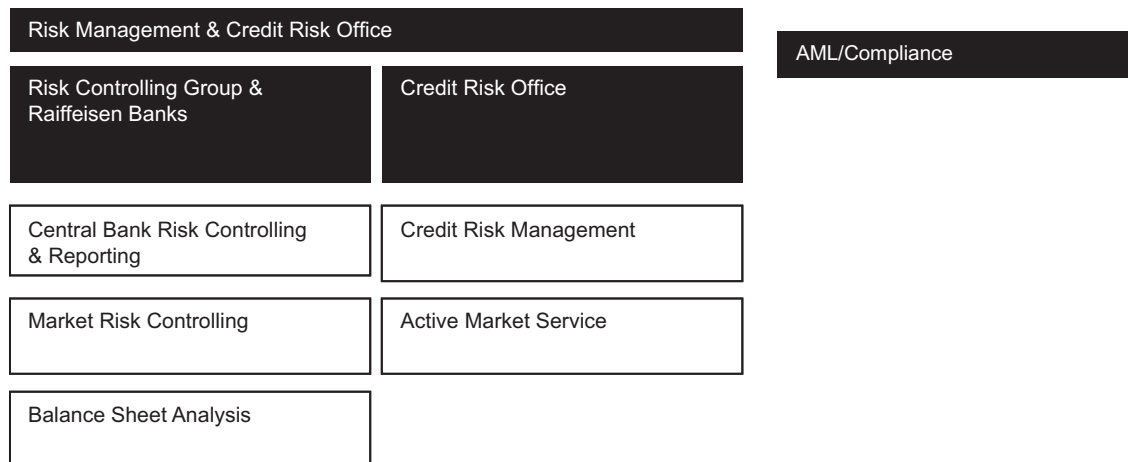 Risk Management & Credit Risk Office
AML/Compliance
Risk Controlling Group &
Raiffeisen Banks
Credit Risk Office
Central Bank Risk Controlling
& Reporting
Credit Risk Management
Market Risk Controlling
Active Market Service
Balance Sheet Analysis